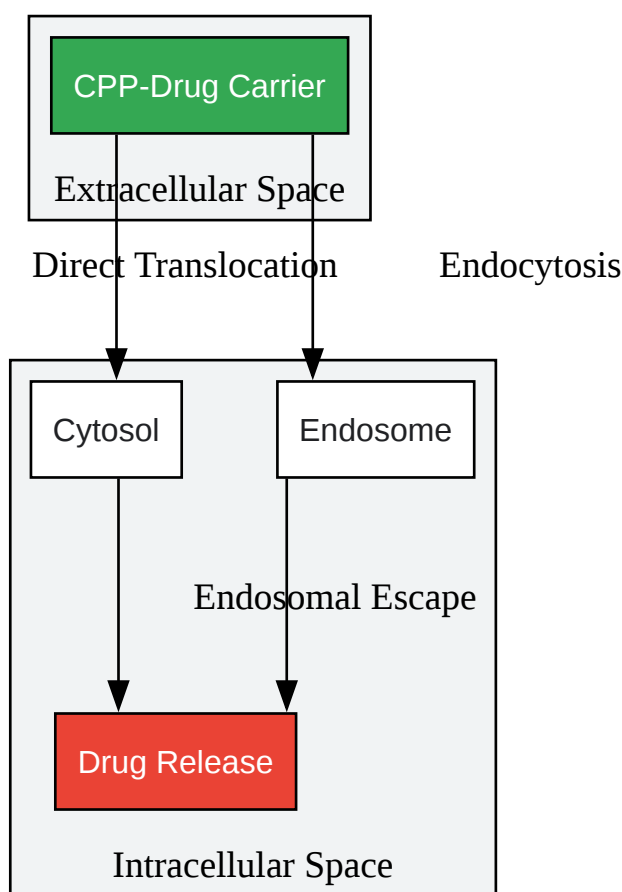 CPP-Drug Carrier
Extracellular Space
Direct Translocation
Endocytosis
Cytosol
Endosome
Endosomal Escape
Drug Release
Intracellular Space